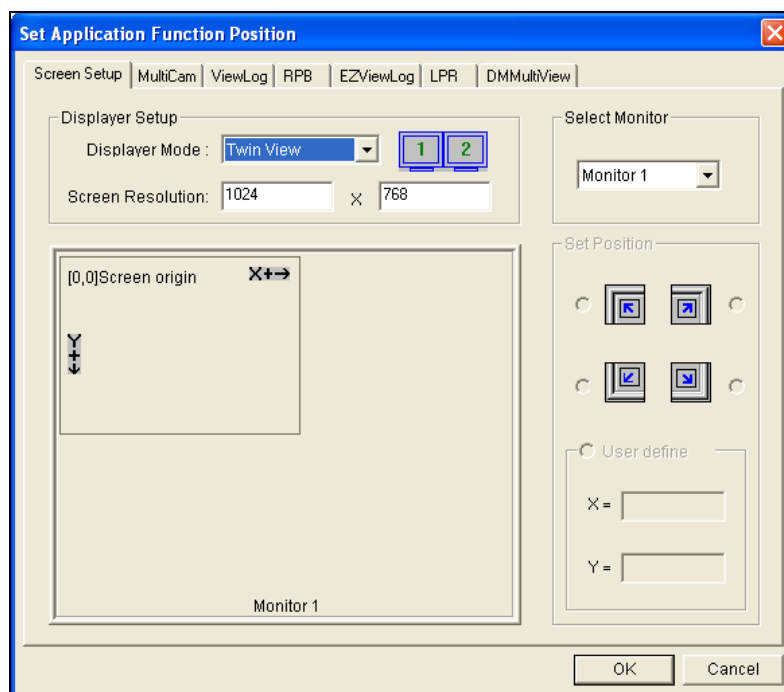 Set Application Function Position
Screen Setup MultiCam ViewLog RPB EZViewLog LPR DMMultiView
Displayer Setup
Displayer Mode : Twin View 1 2
Screen Resolution: 1024 X 768
Select Monitor
Monitor 1
[0,0]Screen origin X+→
Y+↓
Monitor 1
Set Position
User define
X =
Y =
OK Cancel